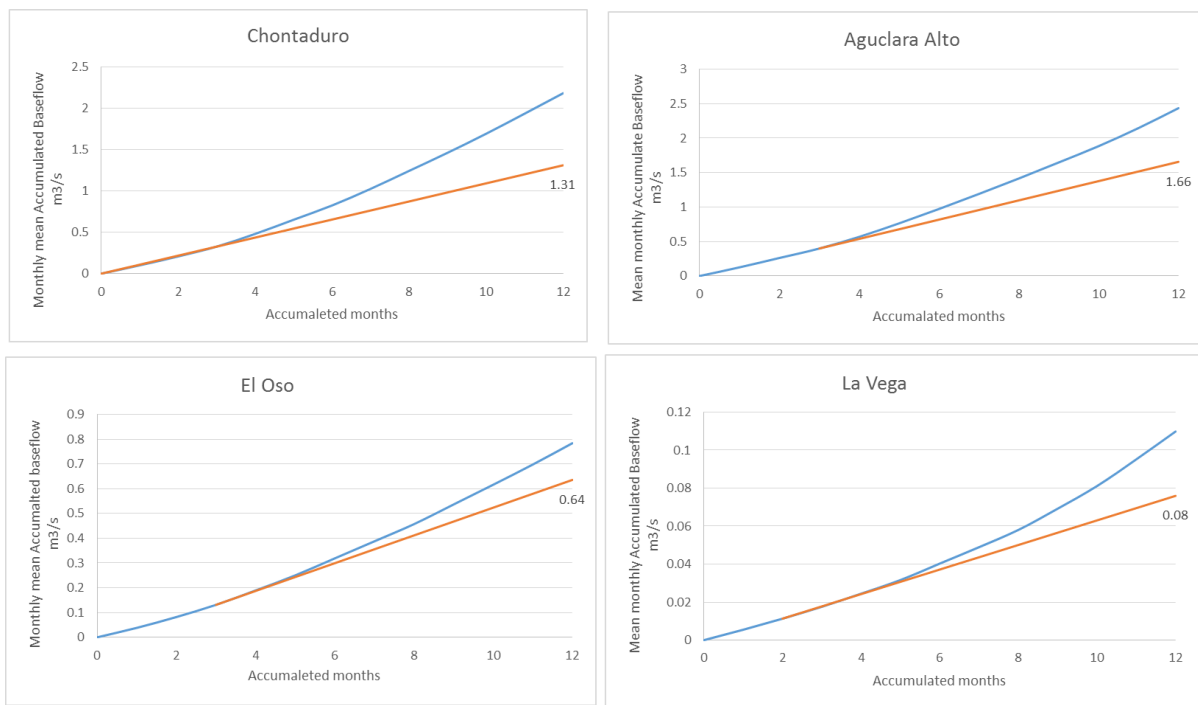 Chontaduro
Monthly mean Accumulated Baseflow
m3/s
2.5
2
1.5
1
0.5
0
0 2 4 6 8 10 12
1.31
Accumaleted months
Aguclara Alto
Mean monthly Accumulate Baseflow
m3/s
3
2.5
2
1.5
1
0.5
0
0 2 4 6 8 10 12
1.66
Accumalated months
El Oso
Monthly mean Accumalted baseflow
m3/s
0.9
0.8
0.7
0.6
0.5
0.4
0.3
0.2
0.1
0
0 2 4 6 8 10 12
0.64
Accumaleted months
La Vega
Mean monthly Accumulated Baseflow
m3/s
0.12
0.1
0.08
0.06
0.04
0.02
0
0 2 4 6 8 10 12
0.08
Accumulated months